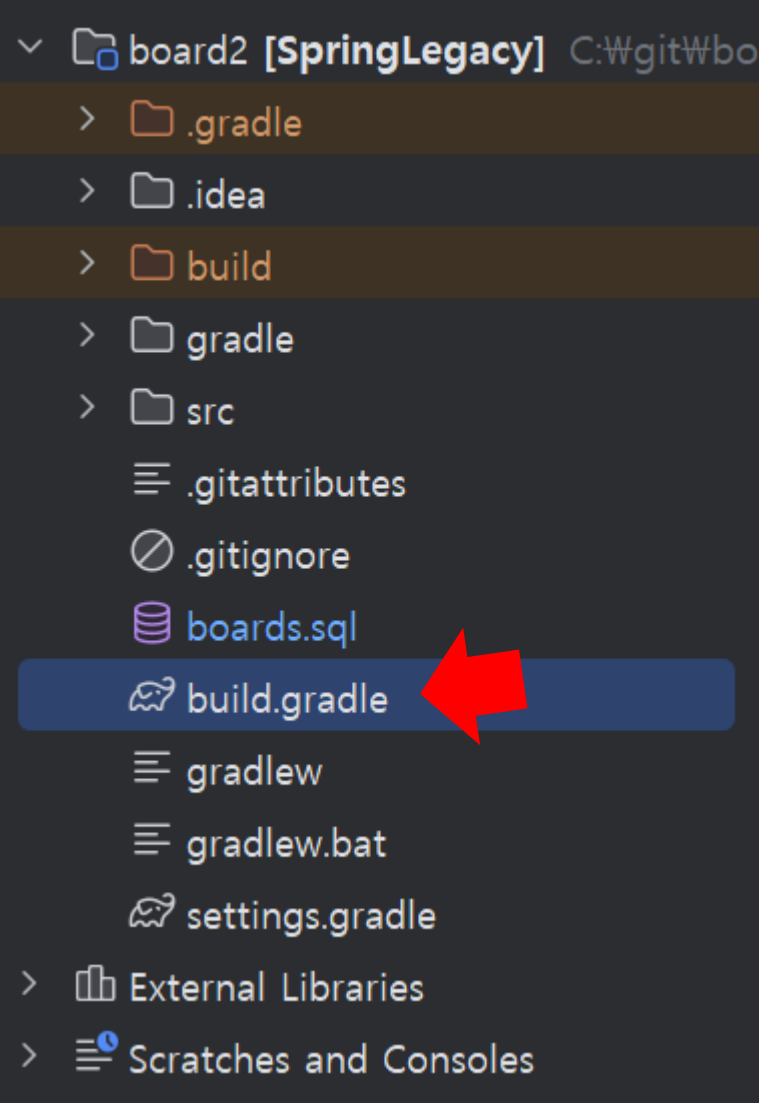 board2 [SpringLegacy] C:₩git₩bo
.gradle
.idea
build
gradle
src
.gitattributes
.gitignore
boards.sql
build.gradle
gradlew
gradlew.bat
settings.gradle
External Libraries
Scratches and Consoles